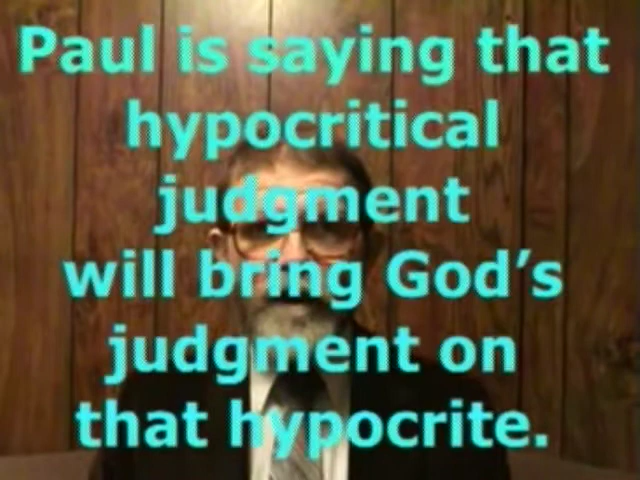 Paul is saying that
hypocritical
judgment
will bring God’s
judgment on
that hypocrite.